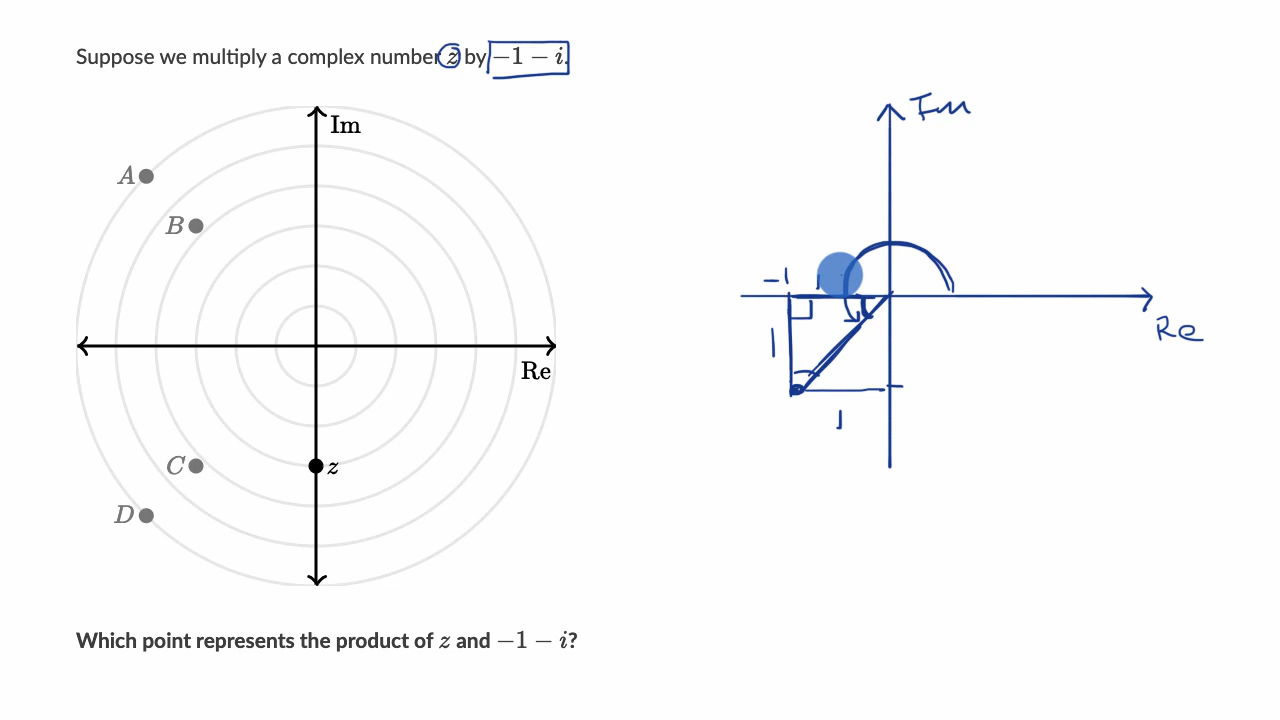 Suppose we multiply a complex number z by −1 − i.
Im
A
B
Re
C
z
D
Which point represents the product of z and −1 − i?
Im
−1
1
1
Re
1